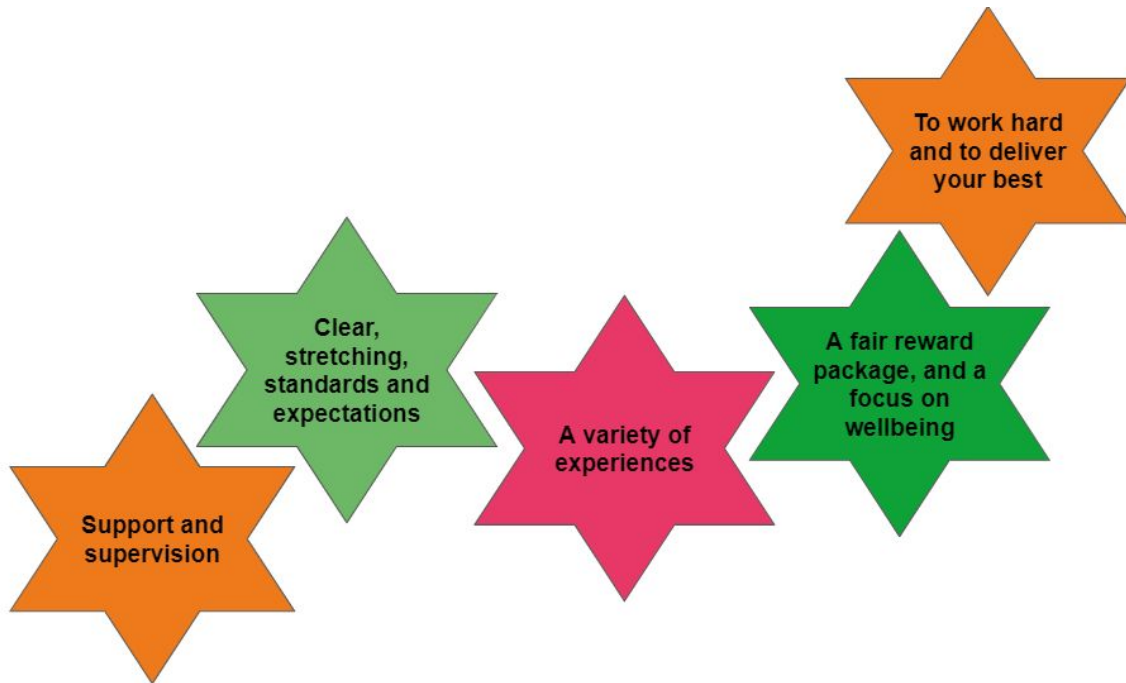 To work hard
and to deliver
your best
Clear,
stretching,
standards and
expectations
A fair reward
package, and a
focus on
wellbeing
A variety of
experiences
Support and
supervision